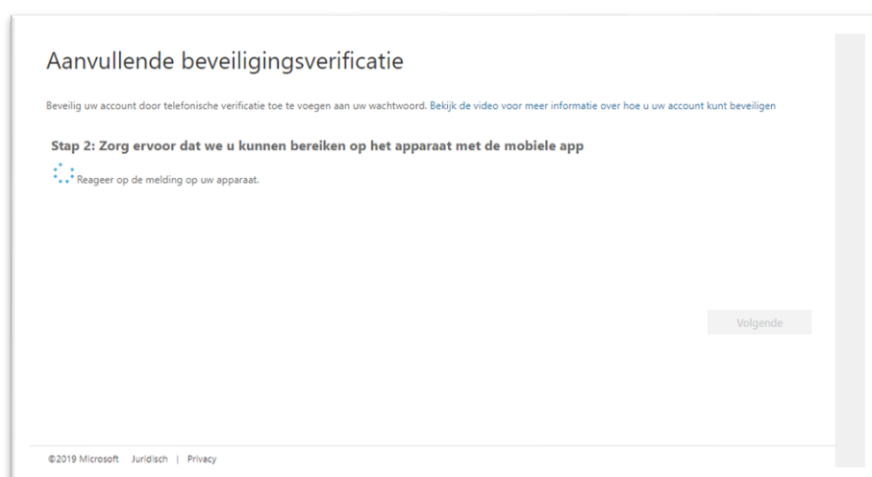 Aanvullende beveiligingsverificatie
Beveilig uw account door telefonische verificatie toe te voegen aan uw wachtwoord. Bekijk de video voor meer informatie over hoe u uw account kunt beveiligen
Stap 2: Zorg ervoor dat we u kunnen bereiken op het apparaat met de mobiele app
Reageer op de melding op uw apparaat.
Volgende
©2019 Microsoft Juridisch | Privacy